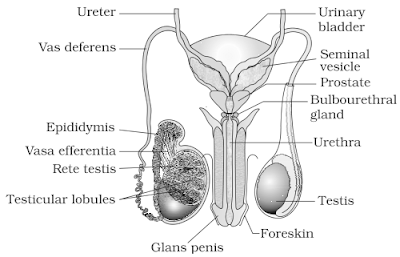 Ureter
Vas deferens
Epididymis
Vasa efferentia
Rete testis
Testicular lobules
Glans penis
Urinary
bladder
Seminal
vesicle
Prostate
Bulbourethral
gland
Urethra
Testis
Foreskin